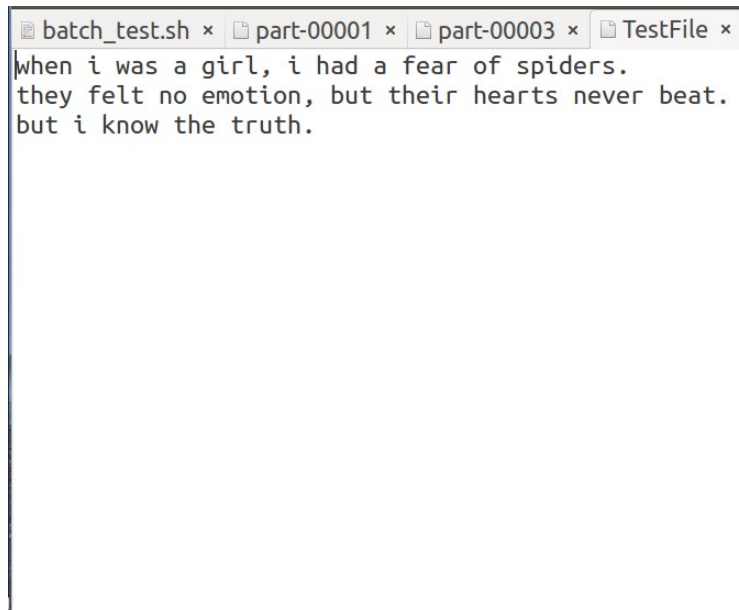 batch_test.sh × part-00001 × part-00003 × TestFile ×
when i was a girl, i had a fear of spiders.
they felt no emotion, but their hearts never beat.
but i know the truth.